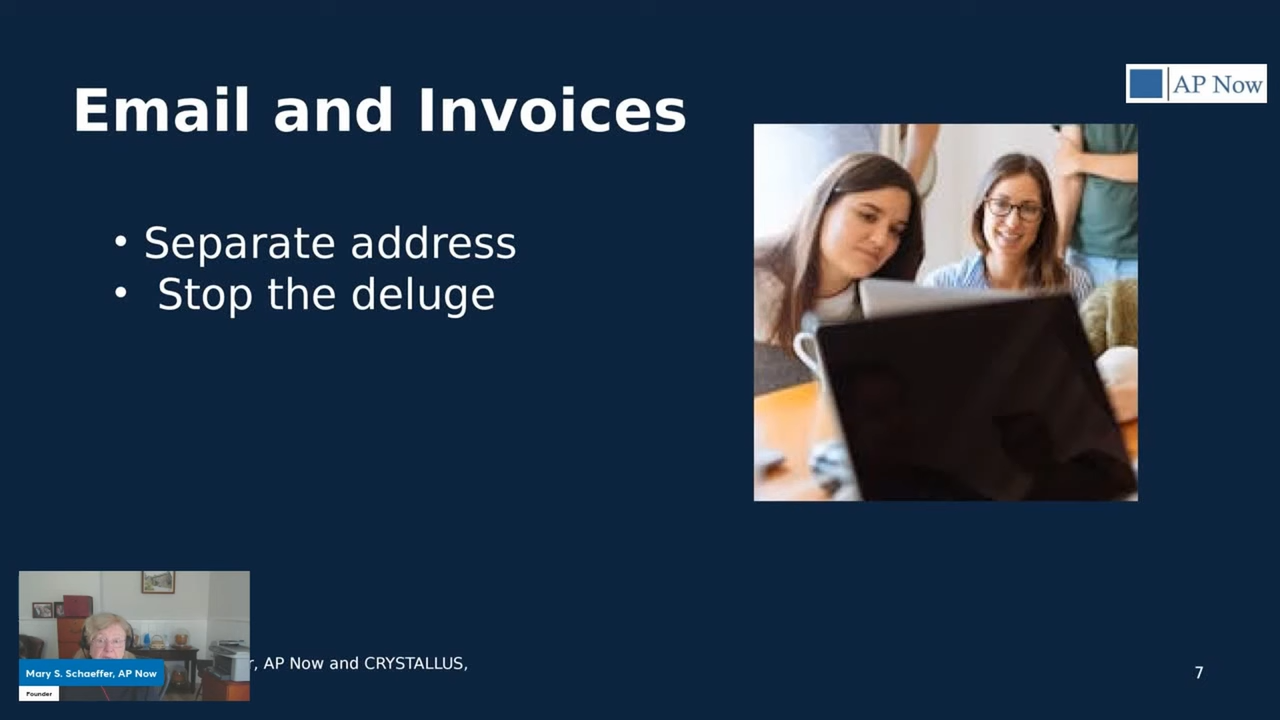 AP Now
Email and Invoices
• Separate address
• Stop the deluge
Mary S. Schaeffer, AP Now
Founder
r, AP Now and CRYSTALLUS,
7